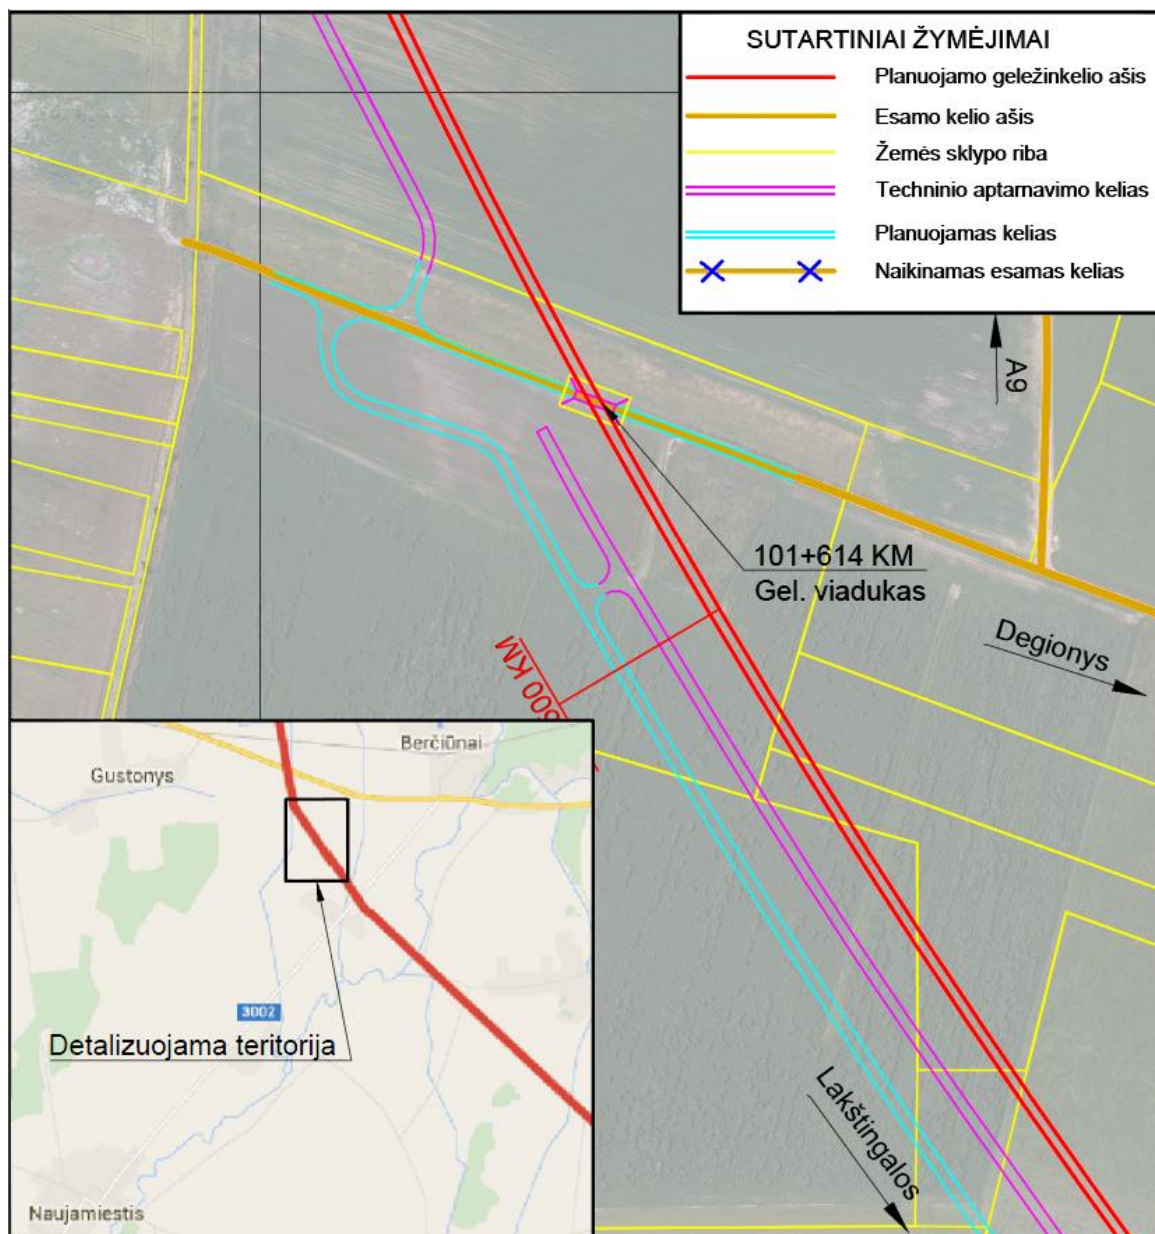 SUTARTINIAI ŽYMĖJIMAI
Planuojamo geležinkelio ašis
Esamo kelio ašis
Žemės sklypo riba
Techninio aptarnavimo kelias
Planuojamas kelias
Naikinamas esamas kelias
A9
101+614 KM
Gel. viadukas
Degionys
KM
Berčiūnai
Gustonys
3002
Detalizuojama teritorija
Lakštingalos
Naujamiestis